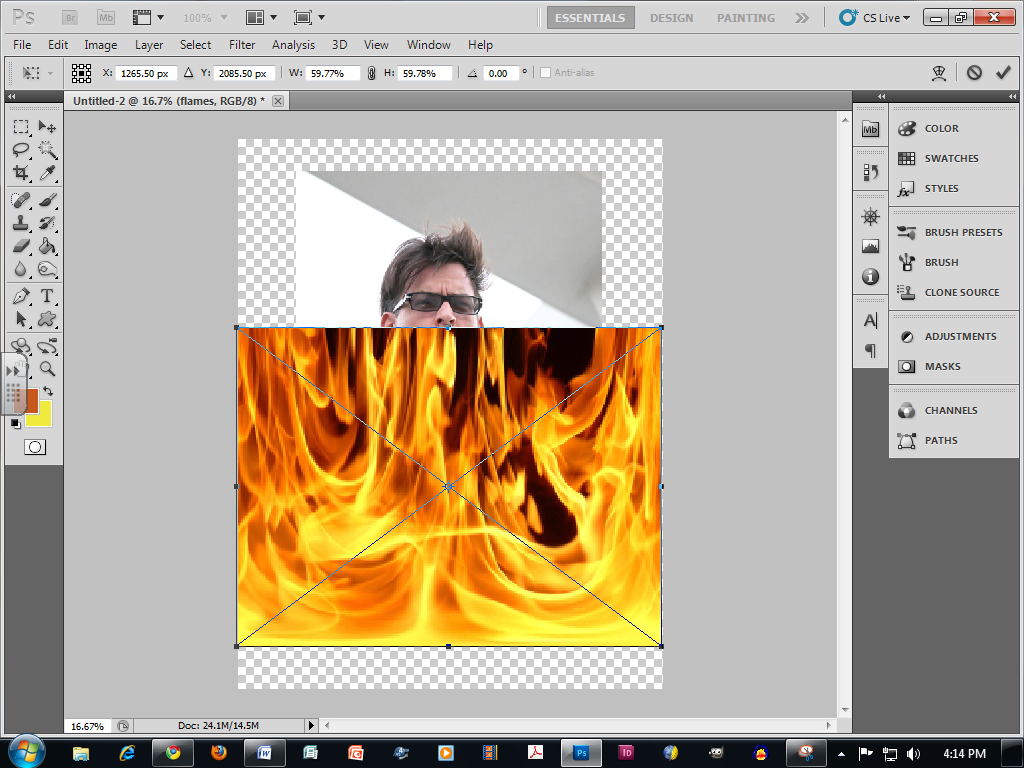 Ps Br Mb 100% ESSENTIALS DESIGN PAINTING CS Live
File Edit Image Layer Select Filter Analysis 3D View Window Help
X: 1265.50 px Y: 2085.50 px W: 59.77% H: 59.78% 0.00 ° Anti-alias
Untitled-2 @ 16.7% (flames, RGB/8) *
Mb
COLOR
SWATCHES
STYLES
BRUSH PRESETS
BRUSH
CLONE SOURCE
A
ADJUSTMENTS
MASKS
CHANNELS
PATHS
T
16.67% Doc: 24.1M/14.5M
W Ps Id 4:14 PM